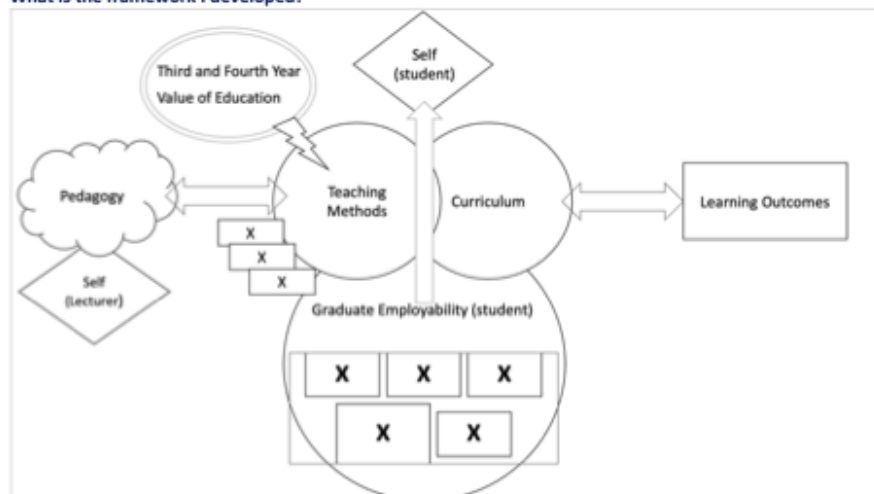 What is the framework I developed?
Self
(student)
Third and Fourth Year
Value of Education
Pedagogy
Teaching
Methods
Curriculum
Learning Outcomes
X
X
X
Self
(Lecturer)
Graduate Employability (student)
X
X
X
X
X